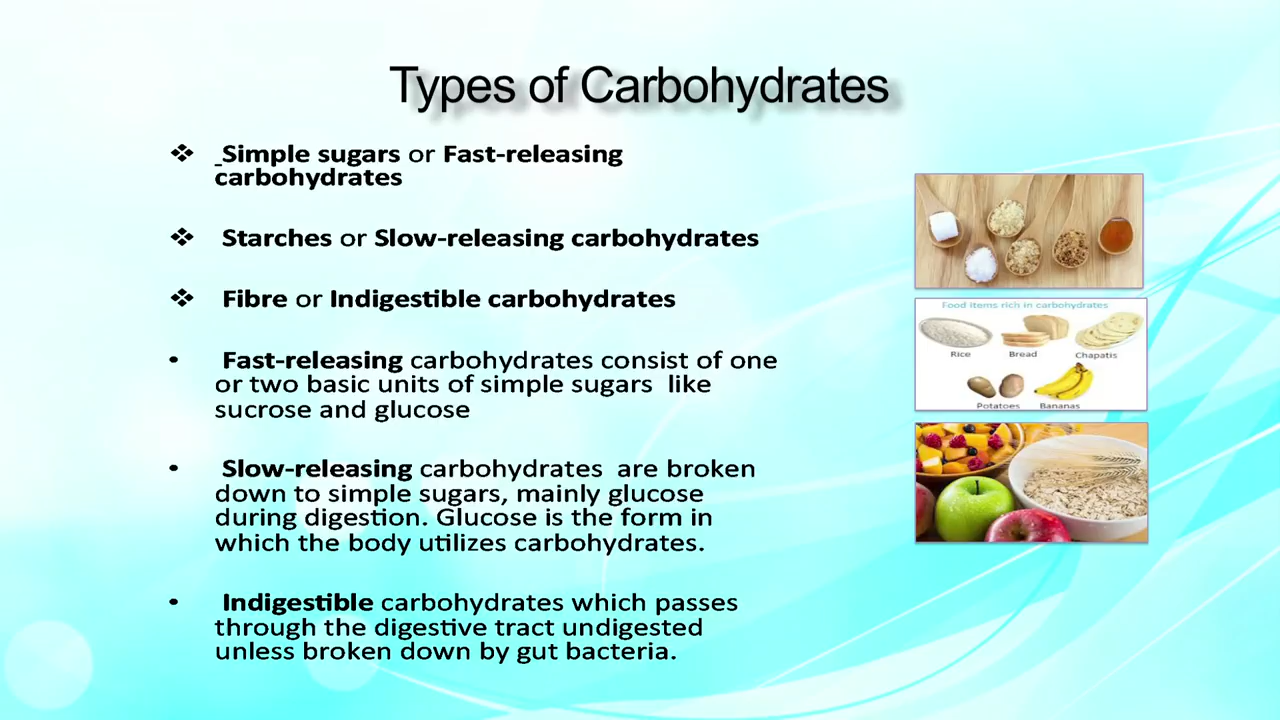 Types of Carbohydrates
❖ Simple sugars or Fast-releasing
carbohydrates
❖ Starches or Slow-releasing carbohydrates
❖ Fibre or Indigestible carbohydrates
• Fast-releasing carbohydrates consist of one
or two basic units of simple sugars like
sucrose and glucose
• Slow-releasing carbohydrates are broken
down to simple sugars, mainly glucose
during digestion. Glucose is the form in
which the body utilizes carbohydrates.
• Indigestible carbohydrates which passes
through the digestive tract undigested
unless broken down by gut bacteria.
Food items rich in carbohydrates
Rice Bread Chapatis
Potatoes Bananas